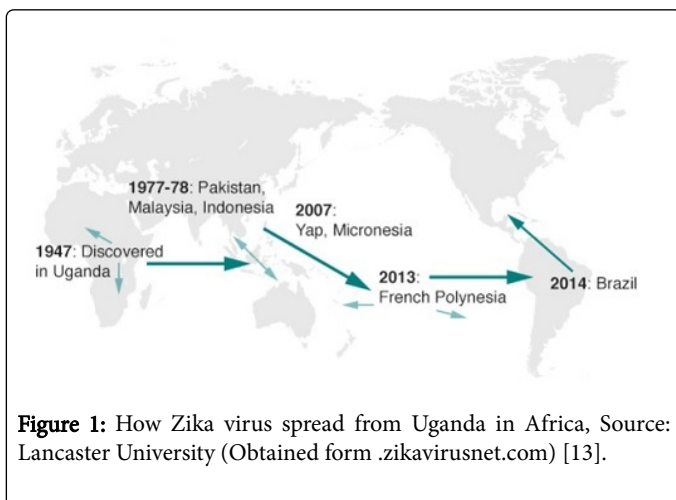 1977-78: Pakistan,
Malaysia, Indonesia
2007:
Yap, Micronesia
1947: Discovered
in Uganda
2013:
French Polynesia
2014: Brazil
Figure 1: How Zika virus spread from Uganda in Africa, Source:
Lancaster University (Obtained form .zikavirusnet.com) [13].